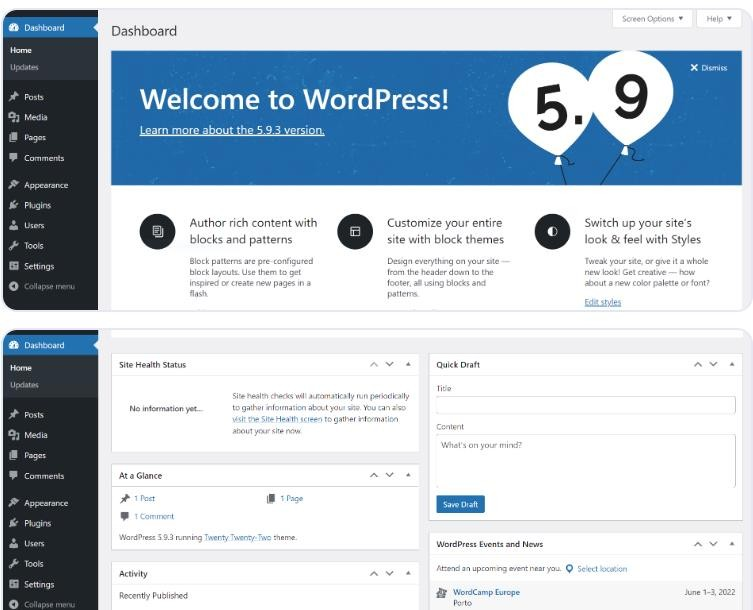 Dashboard
Home
Updates
Posts
Media
Pages
Comments
Appearance
Plugins
Users
Tools
Settings
Collapse menu
Screen Options ▼
Help ▼
Dashboard
Welcome to WordPress!
Learn more about the 5.9.3 version.
5.9
Dismiss
Author rich content with
blocks and patterns
Block patterns are pre-configured
block layouts. Use them to get
inspired or create new pages in a
flash.
Customize your entire
site with block themes
Design everything on your site —
from the header down to the
footer, all using blocks and
patterns.
Switch up your site's
look & feel with Styles
Tweak your site, or give it a whole
new look! Get creative — how
about a new color palette or font?
Edit styles
Dashboard
Home
Updates
Posts
Media
Pages
Comments
Appearance
Plugins
Users
Tools
Settings
Collapse menu
Site Health Status
No information yet...
Site health checks will automatically run periodically
to gather information about your site. You can also
visit the Site Health screen to gather information
about your site now.
At a Glance
1 Post
1 Page
1 Comment
WordPress 5.9.3 running Twenty Twenty-Two theme.
Activity
Recently Published
Quick Draft
Title
Content
What's on your mind?
Save Draft
WordPress Events and News
Attend an upcoming event near you. Select location
WordCamp Europe
June 1–3, 2022
Porto